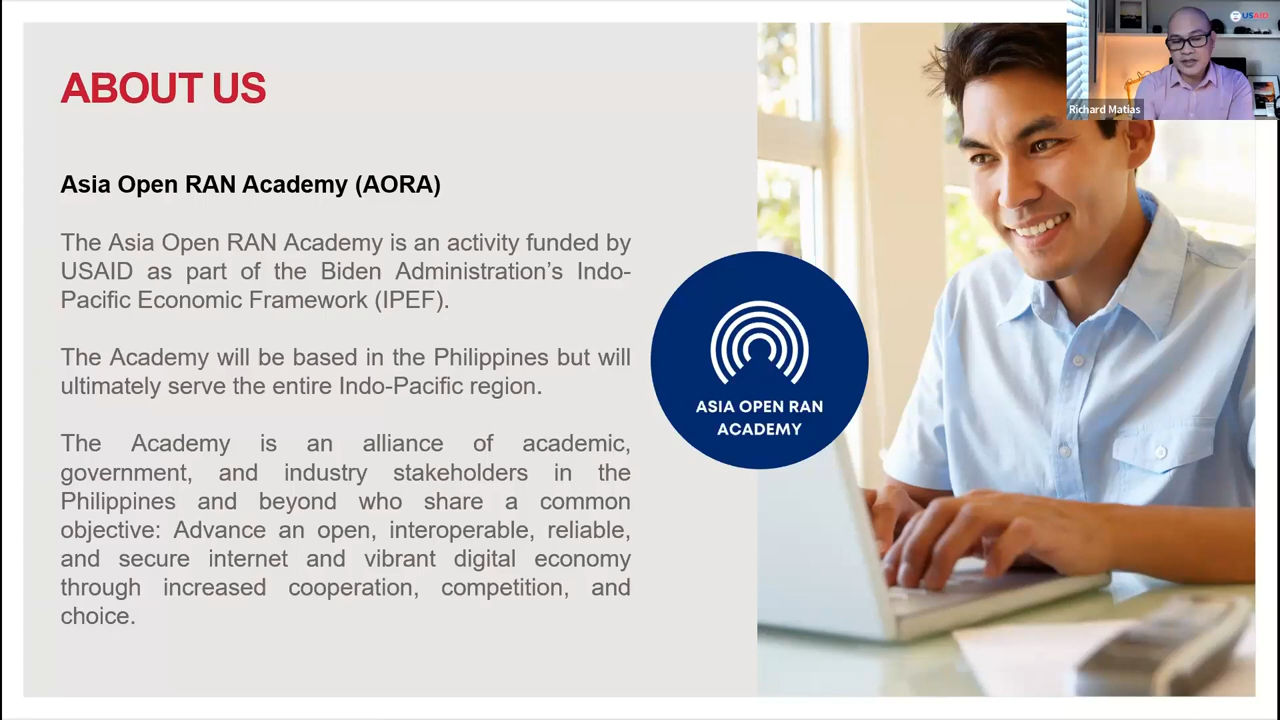 ABOUT US
Asia Open RAN Academy (AORA)
The Asia Open RAN Academy is an activity funded by
USAID as part of the Biden Administration's Indo-
Pacific Economic Framework (IPEF).
The Academy will be based in the Philippines but will
ultimately serve the entire Indo-Pacific region.
The Academy is an alliance of academic,
government, and industry stakeholders in the
Philippines and beyond who share a common
objective: Advance an open, interoperable, reliable,
and secure internet and vibrant digital economy
through increased cooperation, competition, and
choice.
ASIA OPEN RAN
ACADEMY
USAID
Richard Matias